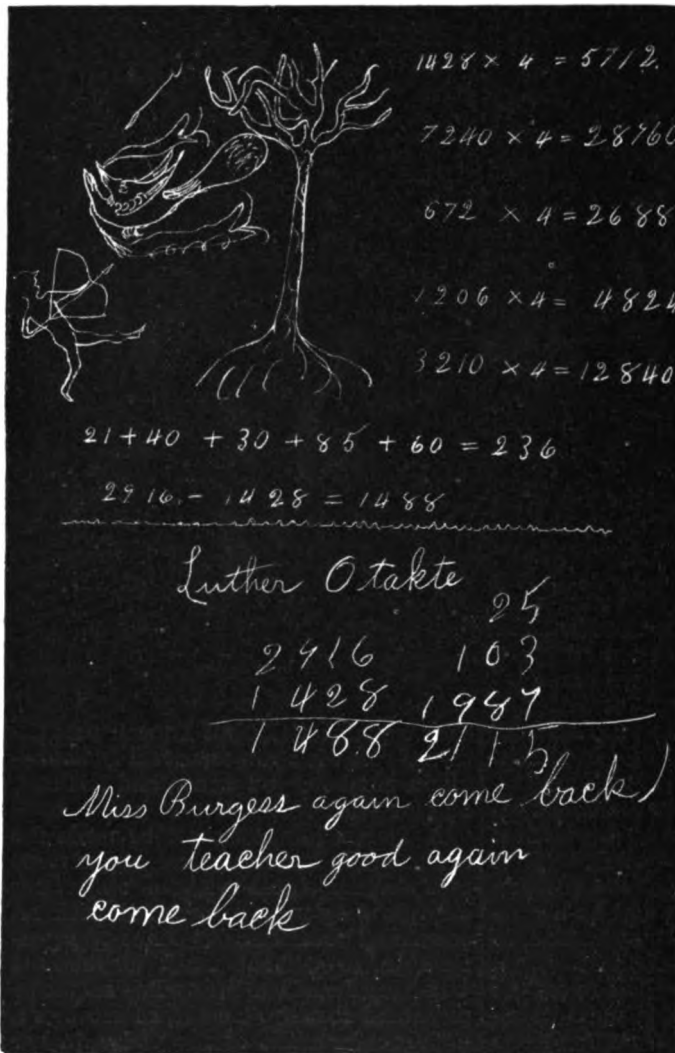 1428 × 4 = 5712.
7240 × 4 = 28960
672 × 4 = 2688
1206 × 4 = 4824
3210 × 4 = 12840
21 + 40 + 30 + 85 + 60 = 236
2916 - 1428 = 1488
Luther Otakte
25
2916 103
1428 1987
1488 2115
Miss Burgess again come back)
you teacher good again
come back